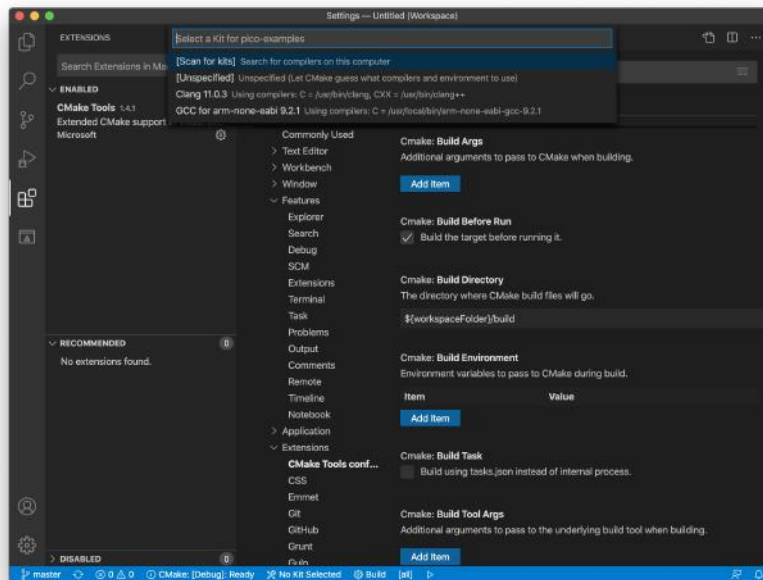 Settings — Untitled (Workspace)
EXTENSIONS
Select a Kit for pico-examples
[Scan for kits] Search for compilers on this computer
[Unspecified] Unspecified (Let CMake guess what compilers and environment to use)
Clang 11.0.3 Using compilers: C = /usr/bin/clang, CXX = /usr/bin/clang++
GCC for arm-none-eabi 9.2.1 Using compilers: C = /usr/local/bin/arm-none-eabi-gcc-9.2.1
Search Extensions in Ma
ENABLED
CMake Tools 1.4.1
Extended CMake support
Microsoft
RECOMMENDED 0
No extensions found.
DISABLED 0
Commonly Used
Text Editor
Workbench
Window
Features
Explorer
Search
Debug
SCM
Extensions
Terminal
Task
Problems
Output
Comments
Remote
Timeline
Notebook
Application
Extensions
CMake Tools conf...
CSS
Emmet
Git
GitHub
Grunt
Gulp
Cmake: Build Args
Additional arguments to pass to CMake when building.
Add Item
Cmake: Build Before Run
Build the target before running it.
Cmake: Build Directory
The directory where CMake build files will go.
${workspaceFolder}/build
Cmake: Build Environment
Environment variables to pass to CMake during build.
Item Value
Add Item
Cmake: Build Task
Build using tasks.json instead of internal process.
Cmake: Build Tool Args
Additional arguments to pass to the underlying build tool when building.
Add Item
master 0 0 CMake: [Debug]: Ready No Kit Selected Build [all]